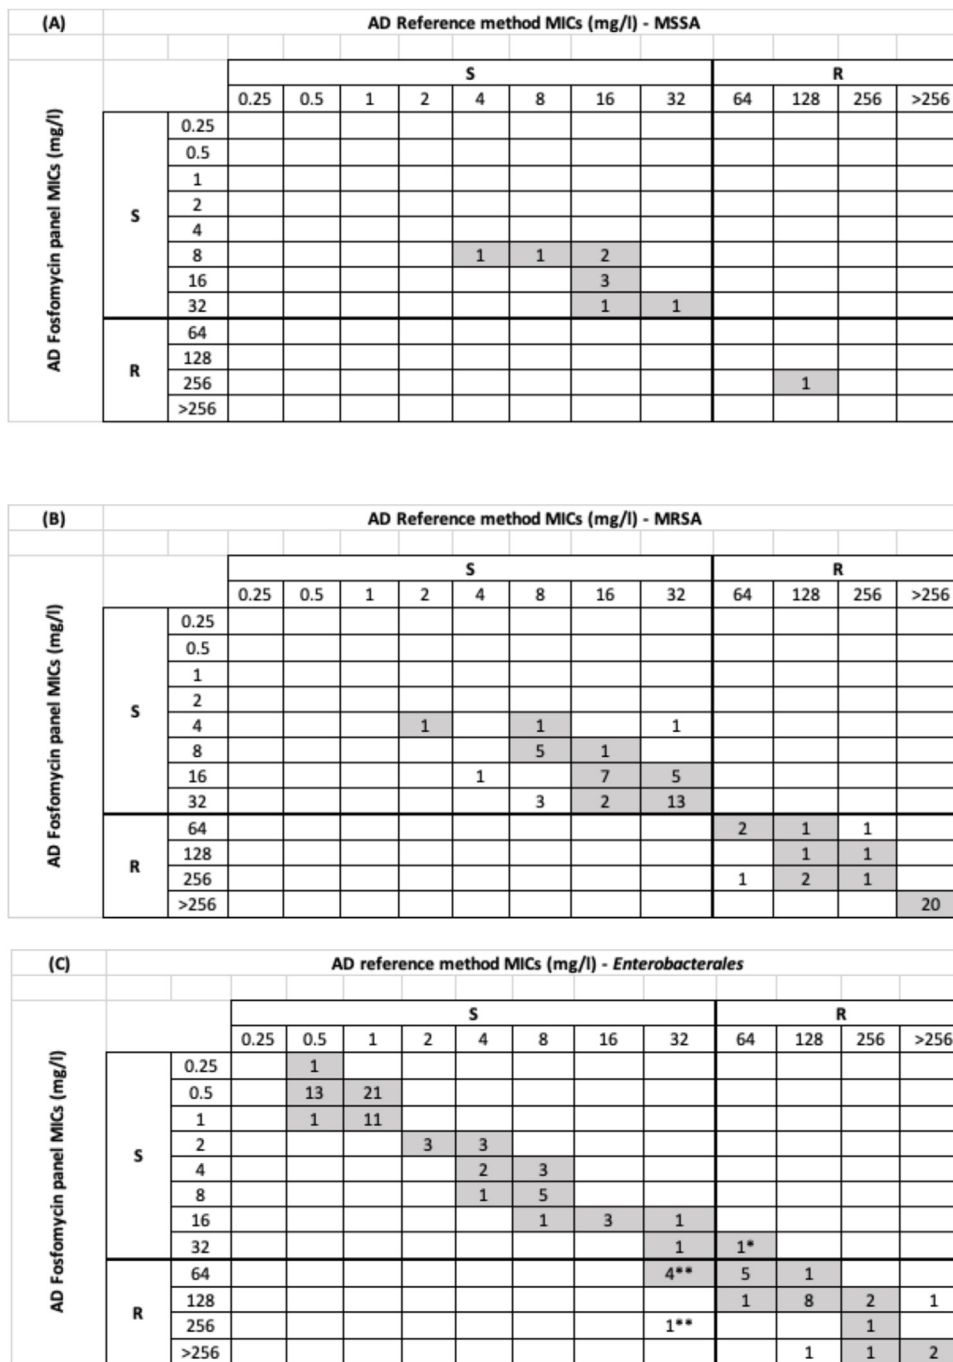 (A) AD Reference method MICs (mg/l) - MSSA
S R
0.25 0.5 1 2 4 8 16 32 64 128 256 >256
AD Fosfomycin panel MICs (mg/l)
S
0.25
0.5
1
2
4
8 1 1 2
16 3
32 1 1
R
64
128
256 1
>256
(B) AD Reference method MICs (mg/l) - MRSA
S R
0.25 0.5 1 2 4 8 16 32 64 128 256 >256
AD Fosfomycin panel MICs (mg/l)
S
0.25
0.5
1
2
4 1 1 1
8 5 1
16 1 7 5
32 3 2 13
R
64 2 1 1
128 1 1
256 1 2 1
>256 20
(C) AD reference method MICs (mg/l) - Enterobacterales
S R
0.25 0.5 1 2 4 8 16 32 64 128 256 >256
AD Fosfomycin panel MICs (mg/l)
S
0.25 1
0.5 13 21
1 1 11
2 3 3
4 2 3
8 1 5
16 1 3 1
32 1 1*
R
64 4** 5 1
128 1 8 2 1
256 1** 1
>256 1 1 2